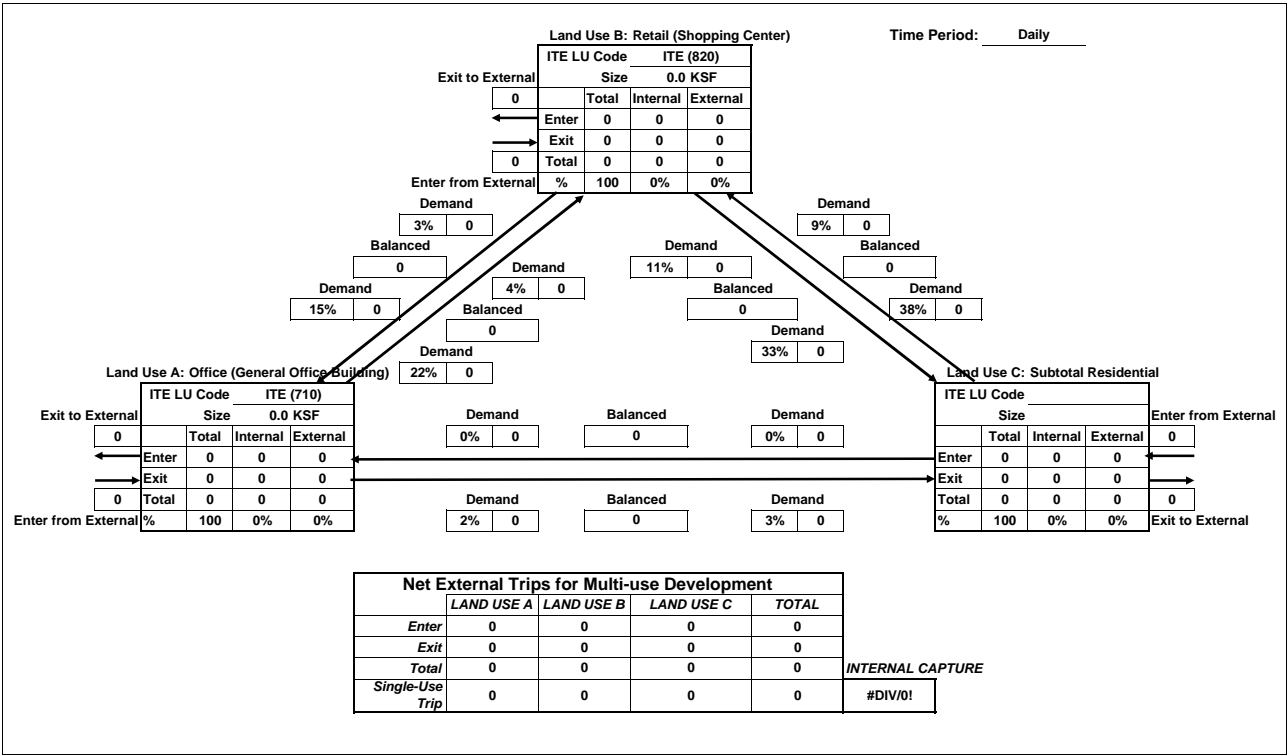 Land Use B: Retail (Shopping Center)
Time Period: Daily
ITE LU Code ITE (820)
Exit to External Size 0.0 KSF
0 Total Internal External
Enter 0 0 0
Exit 0 0 0
0 Total 0 0 0
Enter from External % 100 0% 0%
Demand Demand
3% 0 9% 0
Balanced Demand Balanced
0 11% 0 0
Demand
4% 0
Demand Balanced Demand
15% 0 0 38% 0
Balanced
0
Demand
33% 0
Demand
22% 0
Land Use A: Office (General Office Building)
Land Use C: Subtotal Residential
ITE LU Code ITE (710)
ITE LU Code
Exit to External Size 0.0 KSF
Size Enter from External
0 Total Internal External
Demand Balanced Demand
0% 0 0 0% 0
Total Internal External 0
Enter 0 0 0
Enter 0 0 0
Exit 0 0 0
Exit 0 0 0
0 Total 0 0 0
Total 0 0 0 0
Demand Balanced Demand
2% 0 0 3% 0
Enter from External % 100 0% 0%
% 100 0% 0% Exit to External
Net External Trips for Multi-use Development
LAND USE A LAND USE B LAND USE C TOTAL
Enter 0 0 0 0
Exit 0 0 0 0
Total 0 0 0 0
INTERNAL CAPTURE
Single-Use
Trip 0 0 0 0 #DIV/0!